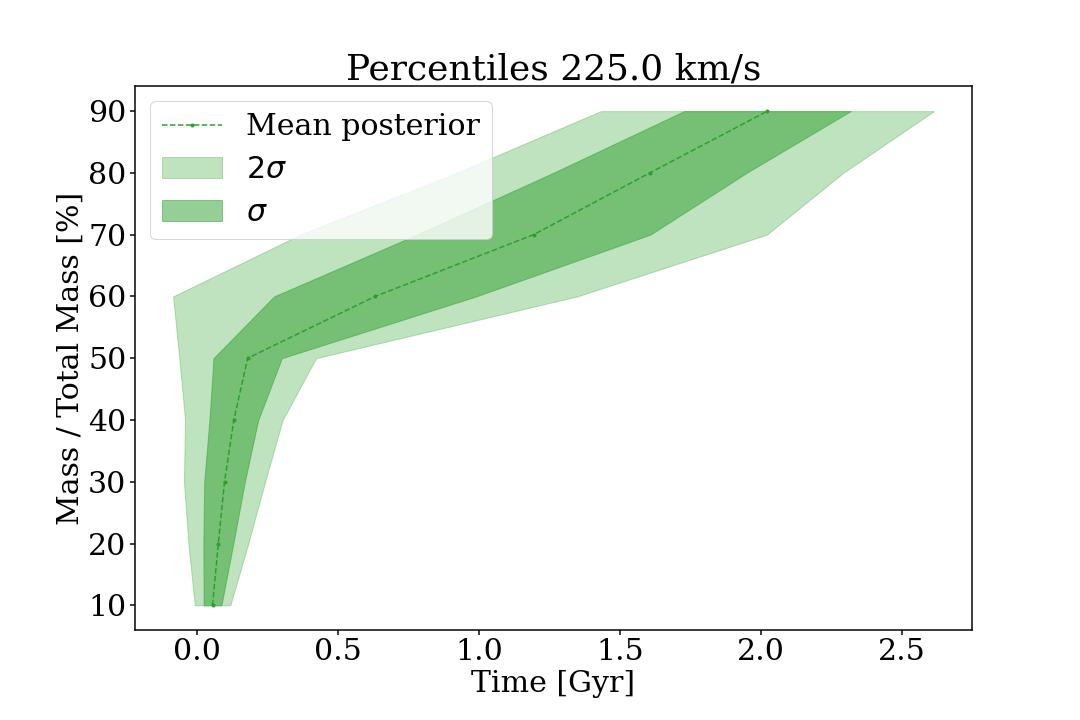 Percentiles 225.0 km/s
Mean posterior
2σ
σ
Mass / Total Mass [%]
90
80
70
60
50
40
30
20
10
0.0 0.5 1.0 1.5 2.0 2.5
Time [Gyr]